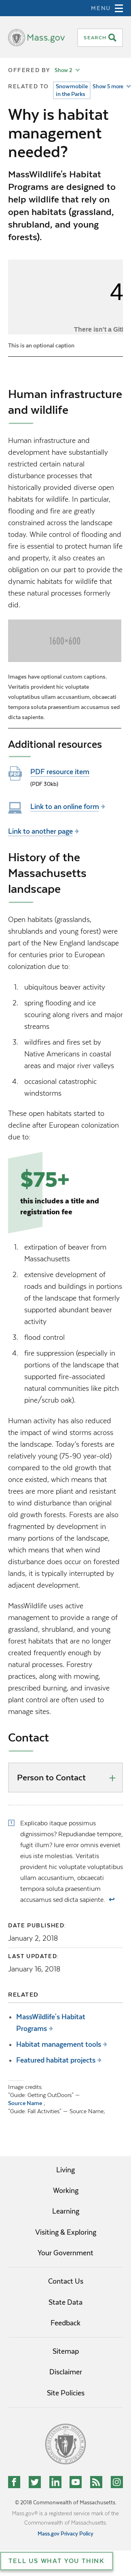 MENU
Mass.gov
SEARCH
OFFERED BY Show 2
RELATED TO Snowmobile Show 5 more
in the Parks
Why is habitat
management
needed?
MassWildlife's Habitat
Programs are designed to
help wildlife that rely on
open habitats (grassland,
shrubland, and young
forests).
4
There isn't a Git
This is an optional caption
Human infrastructure
and wildlife
Human infrastructure and
development have substantially
restricted certain natural
disturbance processes that
historically provided diverse open
habitats for wildlife. In particular,
flooding and fire are greatly
constrained on the landscape
today. While control of flooding and
fire is essential to protect human life
and property, it also creates an
obligation on our part to provide the
dynamic habitats for wildlife that
these natural processes formerly
did.
1600×600
Images have optional custom captions.
Veritatis provident hic voluptate
voluptatibus ullam accusantium, obcaecati
tempora soluta praesentium accusamus sed
dicta sapiente.
Additional resources
PDF resource item
(PDF 30kb)
Link to an online form
Link to another page
History of the
Massachusetts
landscape
Open habitats (grasslands,
shrublands and young forest) were
part of the New England landscape
for centuries prior to European
colonization due to:
1. ubiquitous beaver activity
2. spring flooding and ice
scouring along rivers and major
streams
3. wildfires and fires set by
Native Americans in coastal
areas and major river valleys
4. occasional catastrophic
windstorms
These open habitats started to
decline after European colonization
due to:
$75+
this includes a title and
registration fee
1. extirpation of beaver from
Massachusetts
2. extensive development of
roads and buildings in portions
of the landscape that formerly
supported abundant beaver
activity
3. flood control
4. fire suppression (especially in
portions of the landscape that
supported fire-associated
natural communities like pitch
pine/scrub oak).
Human activity has also reduced
the impact of wind storms across
the landscape. Today's forests are
relatively young (75-90 year-old)
compared to the old growth that
once existed, which means that
trees are more pliant and resistant
to wind disturbance than original
old growth forests. Forests are also
fragmented by development in
many portions of the state, which
means that when wind
disturbance does occur on forested
lands, it is typically interrupted by
adjacent development.
MassWildlife uses active
management to provide a range of
grassland, shrubland, and young
forest habitats that are no longer
created frequently enough by
natural processes. Forestry
practices, along with mowing,
prescribed burning, and invasive
plant control are often used to
manage sites.
Contact
Person to Contact
1 Explicabo itaque possimus
dignissimos? Repudiandae tempore,
fugit illum? Iure error omnis eveniet
eius iste molestias. Veritatis
provident hic voluptate voluptatibus
ullam accusantium, obcaecati
tempora soluta praesentium
accusamus sed dicta sapiente.
DATE PUBLISHED:
January 2, 2018
LAST UPDATED:
January 16, 2018
RELATED
MassWildlife's Habitat
Programs
Habitat management tools
Featured habitat projects
Image credits:
"Guide: Getting OutDoors" —
Source Name ;
"Guide: Fall Activities" — Source Name.
Living
Working
Learning
Visiting & Exploring
Your Government
Contact Us
State Data
Feedback
Sitemap
Disclaimer
Site Policies
© 2018 Commonwealth of Massachusetts.
Mass.gov® is a registered service mark of the
Commonwealth of Massachusetts.
Mass.gov Privacy Policy
TELL US WHAT YOU THINK